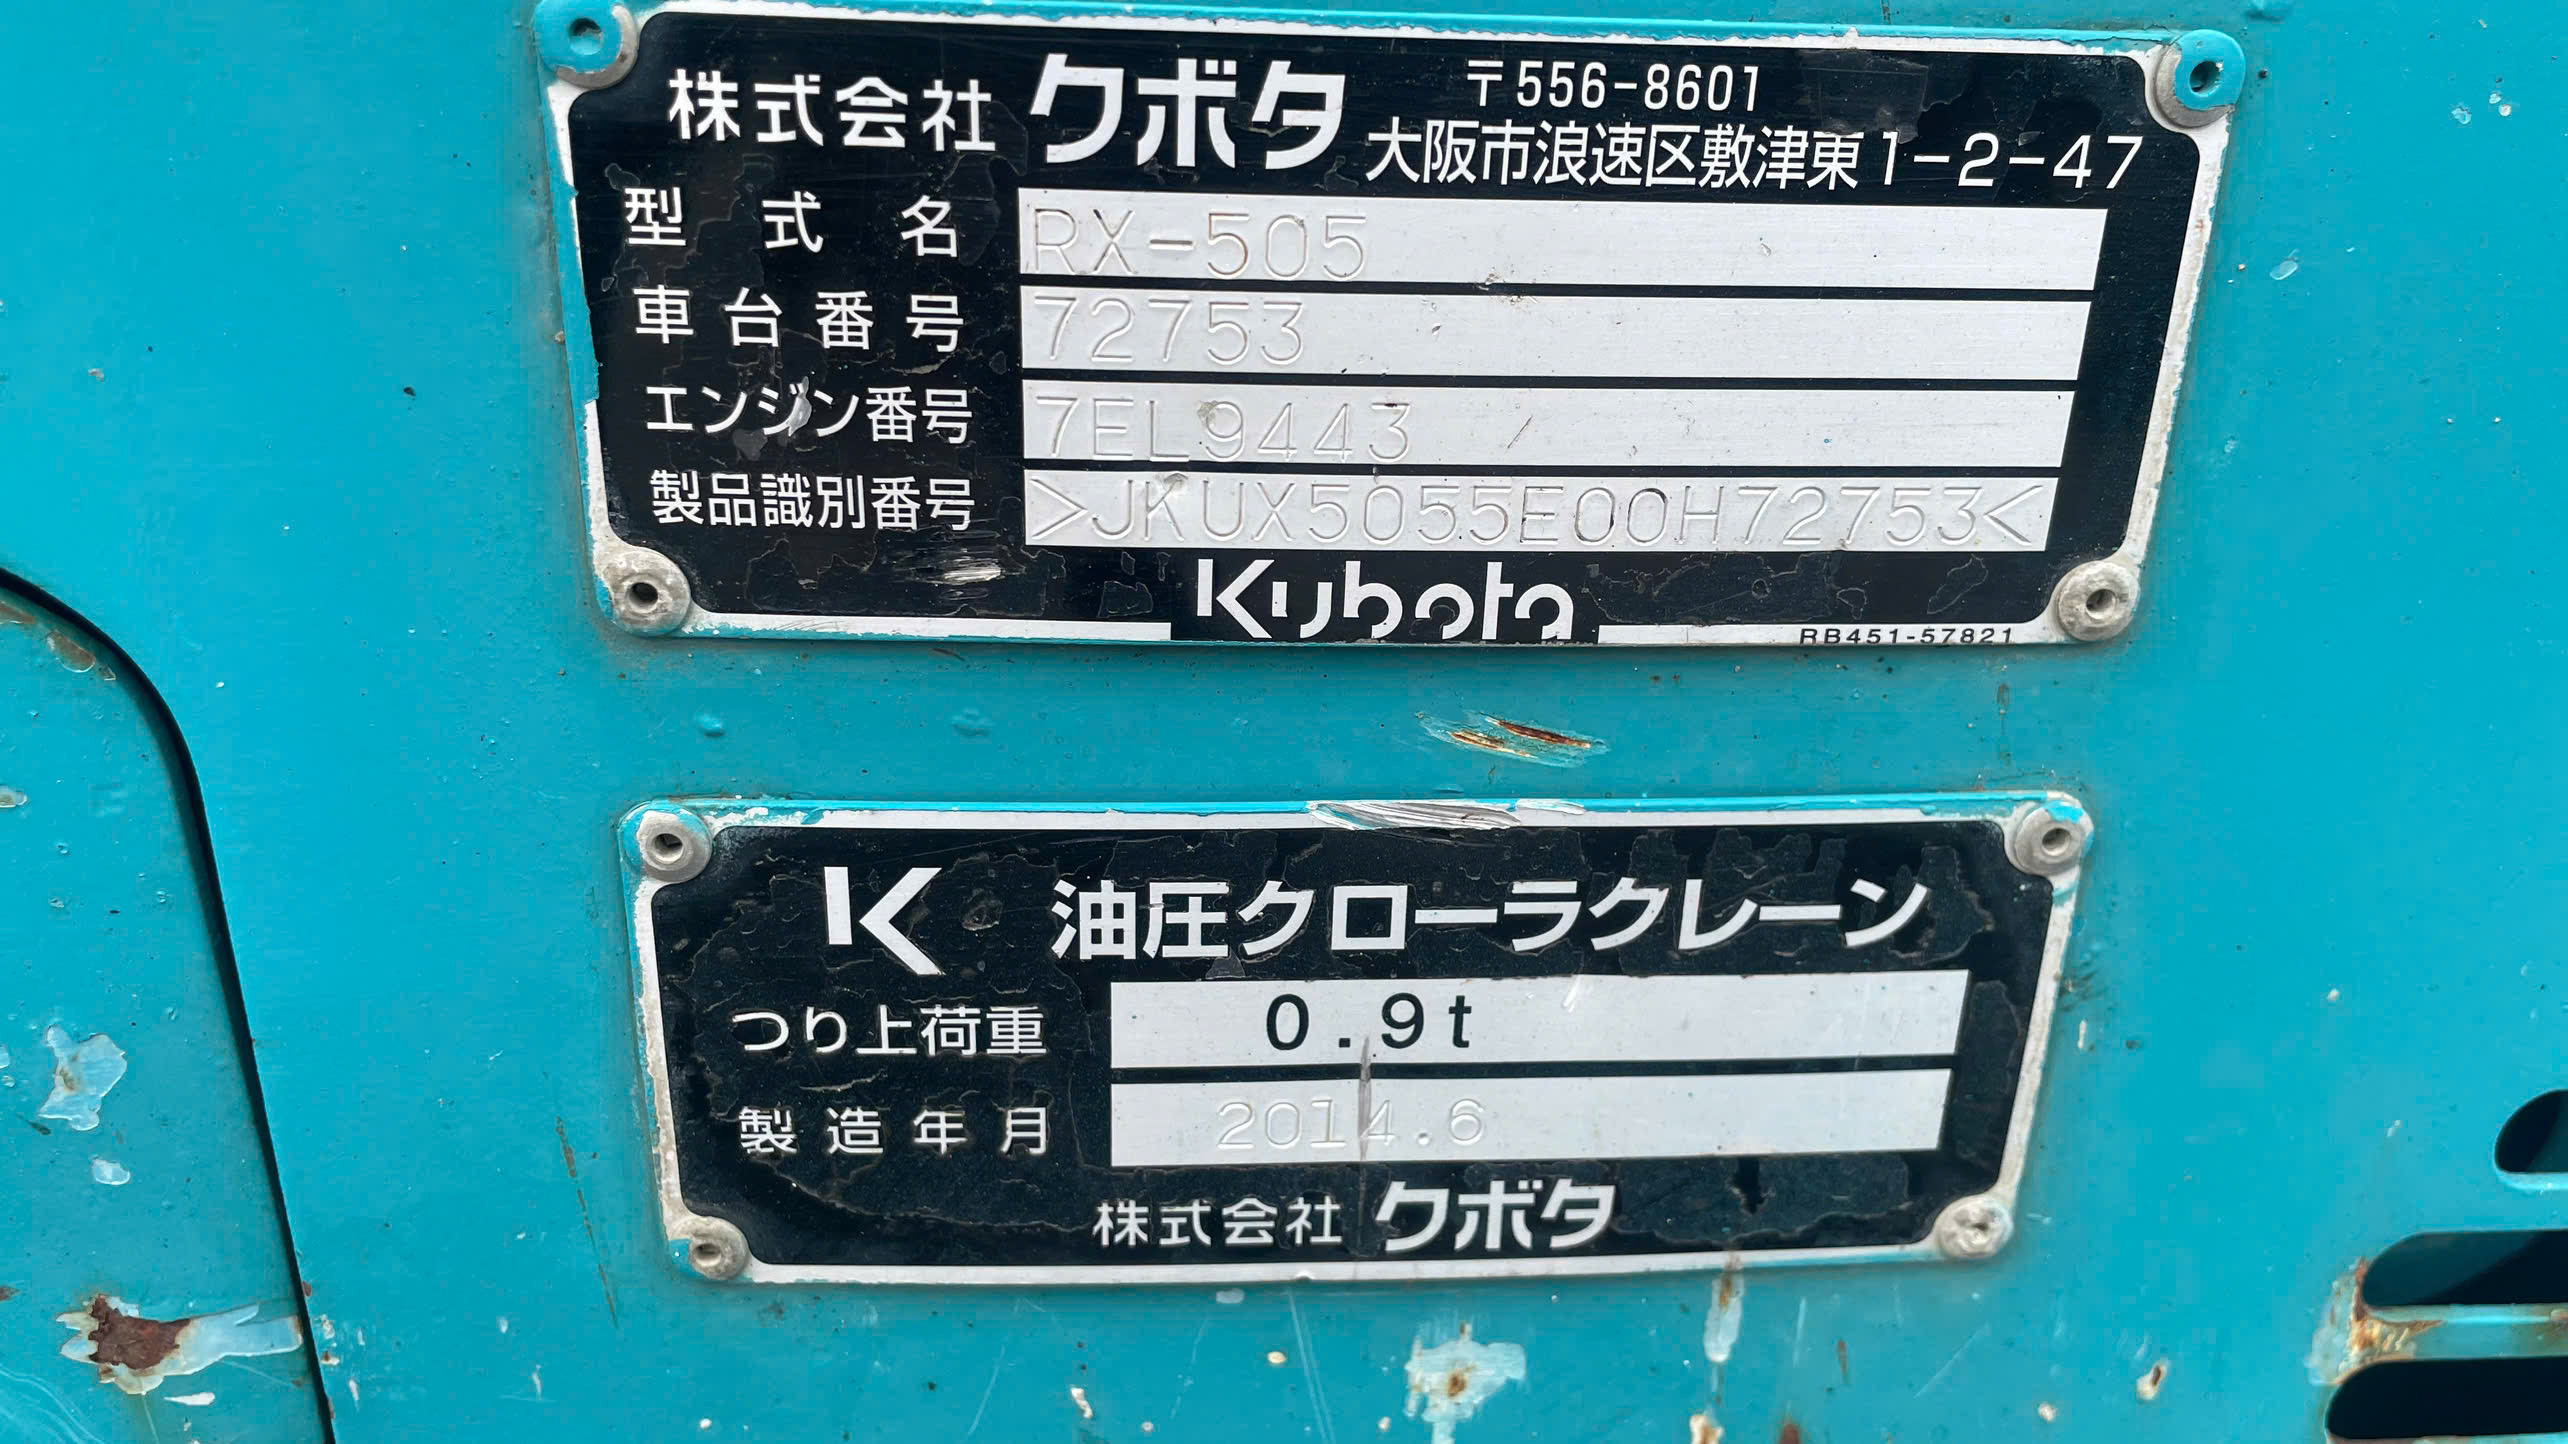 株式会社 クボタ 〒556-8601
大阪市浪速区敷津東1-2-47
型式名 RX-505
車台番号 72753
エンジン番号 7EL9443
製品識別番号 >JKUX5055E00H72753<
Kubota
RB451-57821
K 油圧クローラクレーン
つり上荷重 0.9t
製造年月 2014.6
株式会社 クボタ